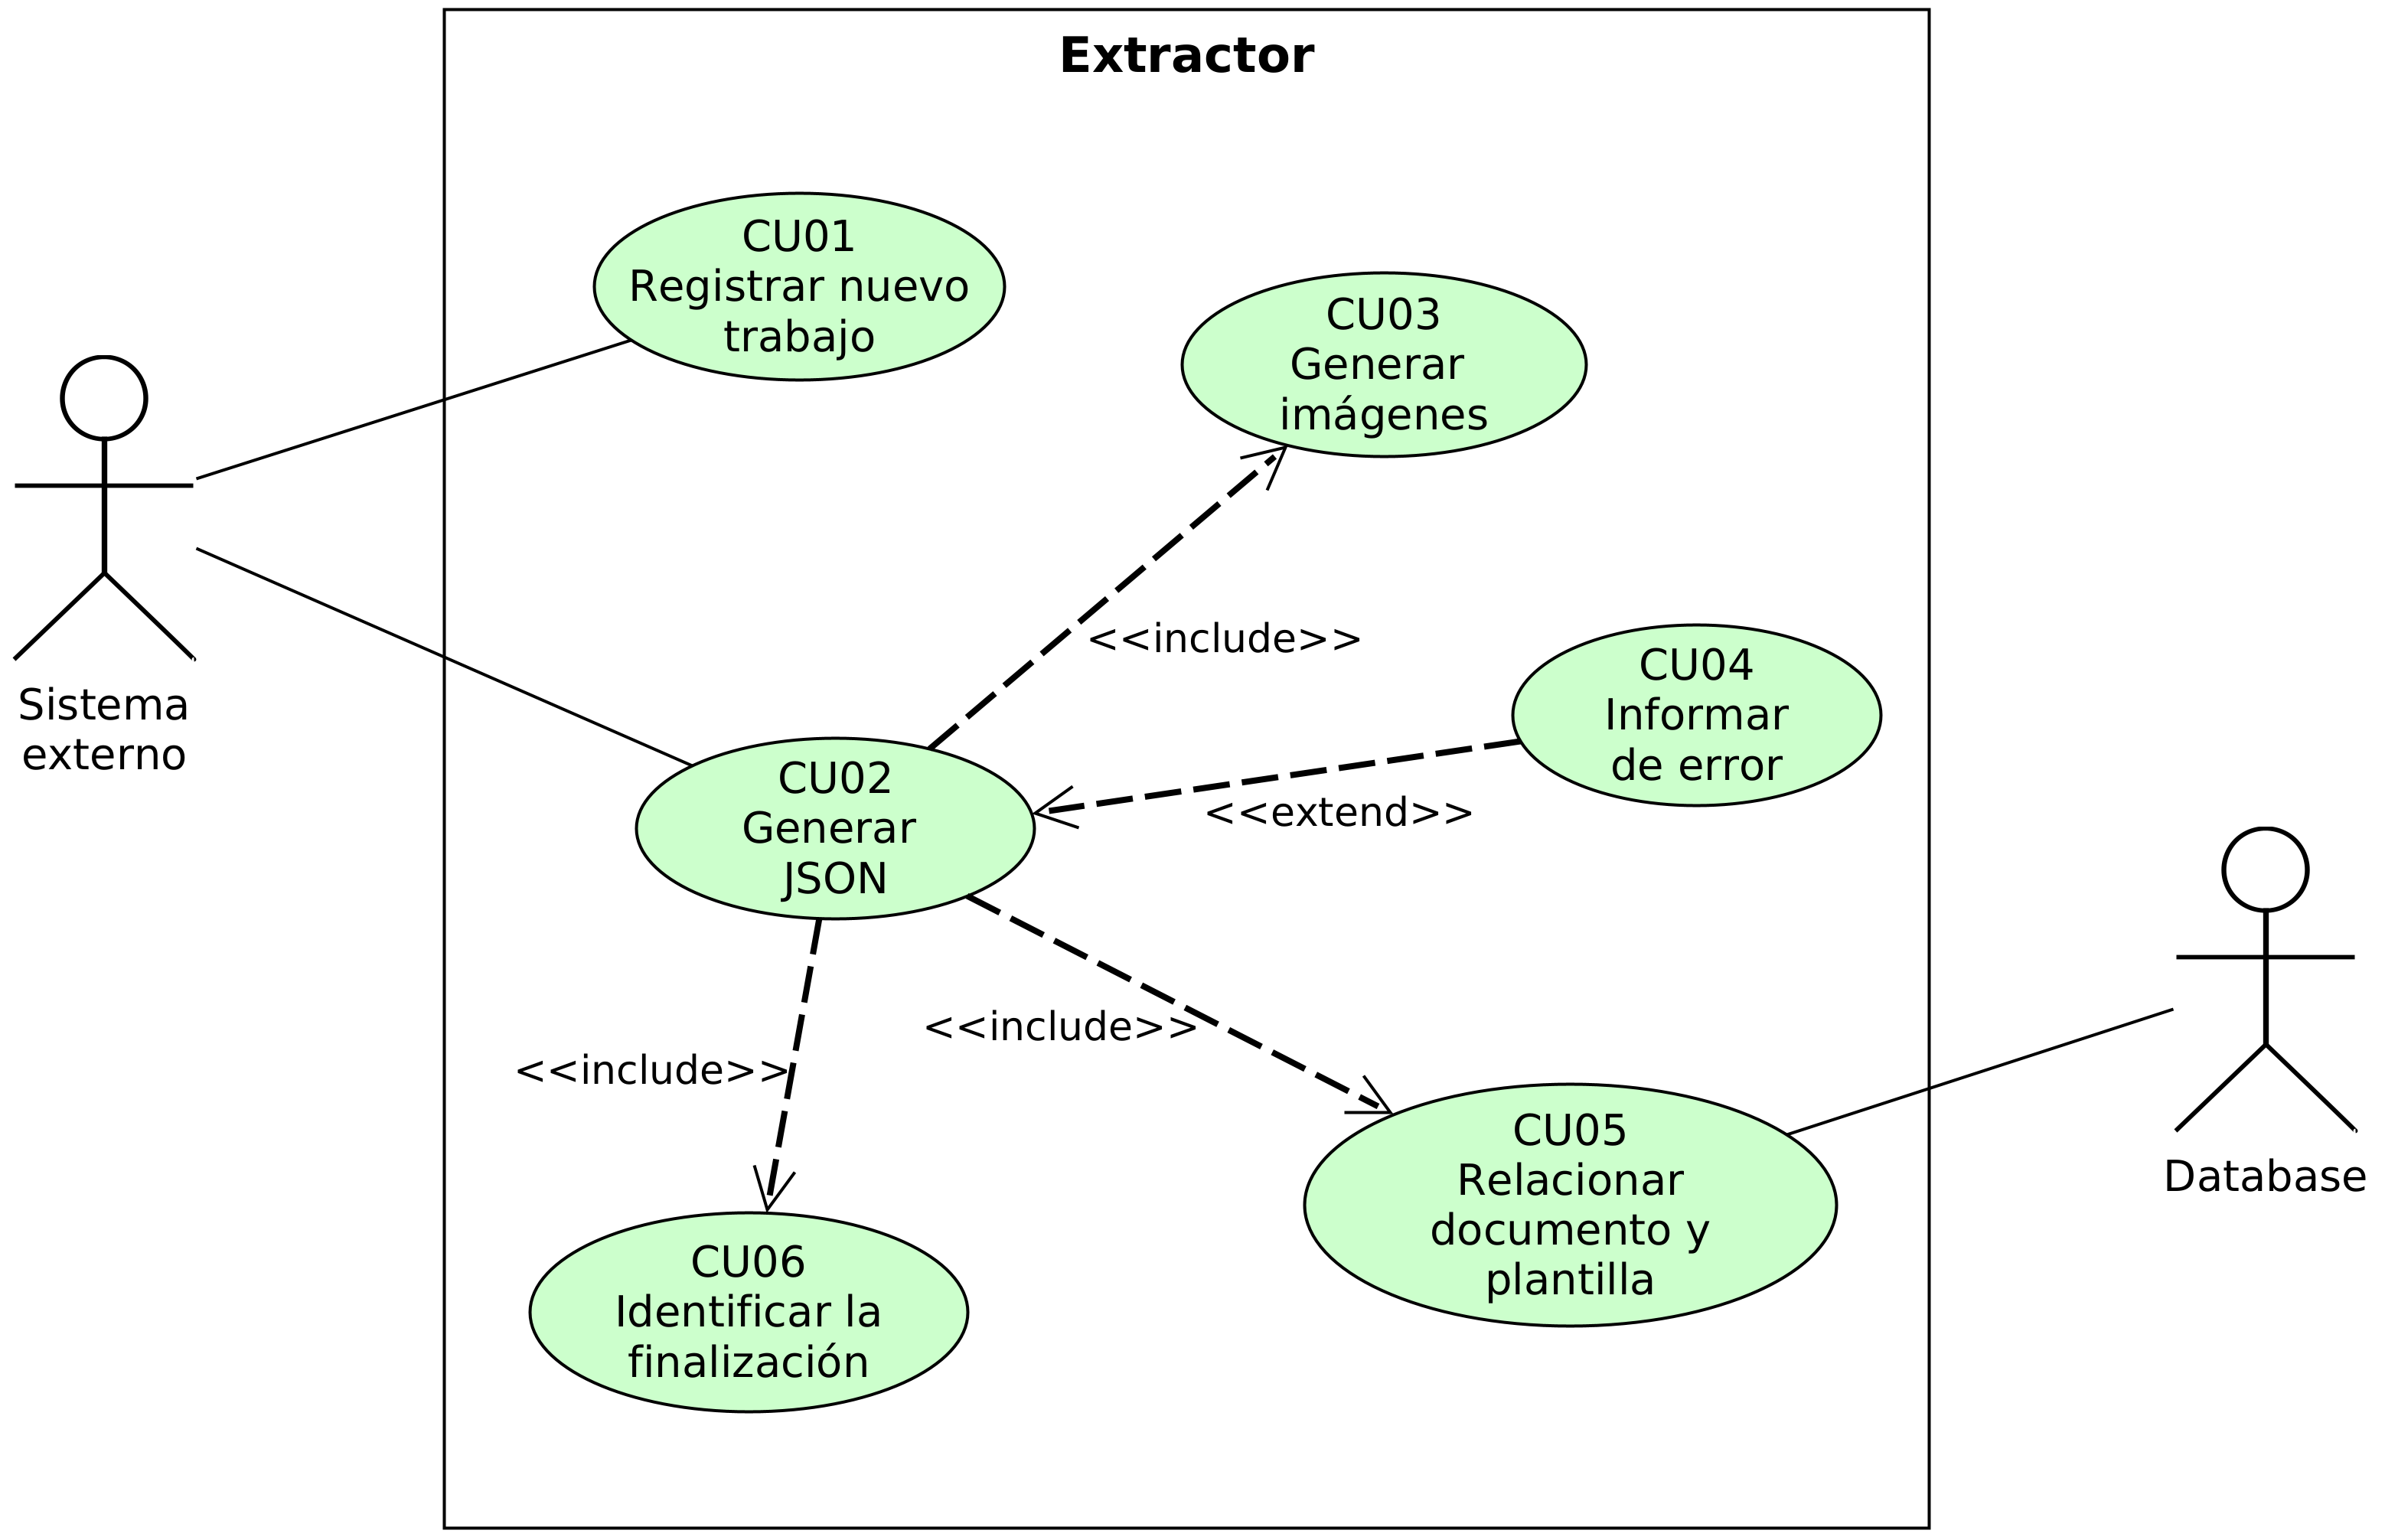 Extractor
CU01
Registrar nuevo
trabajo
CU03
Generar
imágenes
<<include>>
CU04
Informar
de error
Sistema
externo
CU02
Generar
JSON
<<extend>>
<<include>>
<<include>>
CU05
Relacionar
documento y
plantilla
Database
CU06
Identificar la
finalización